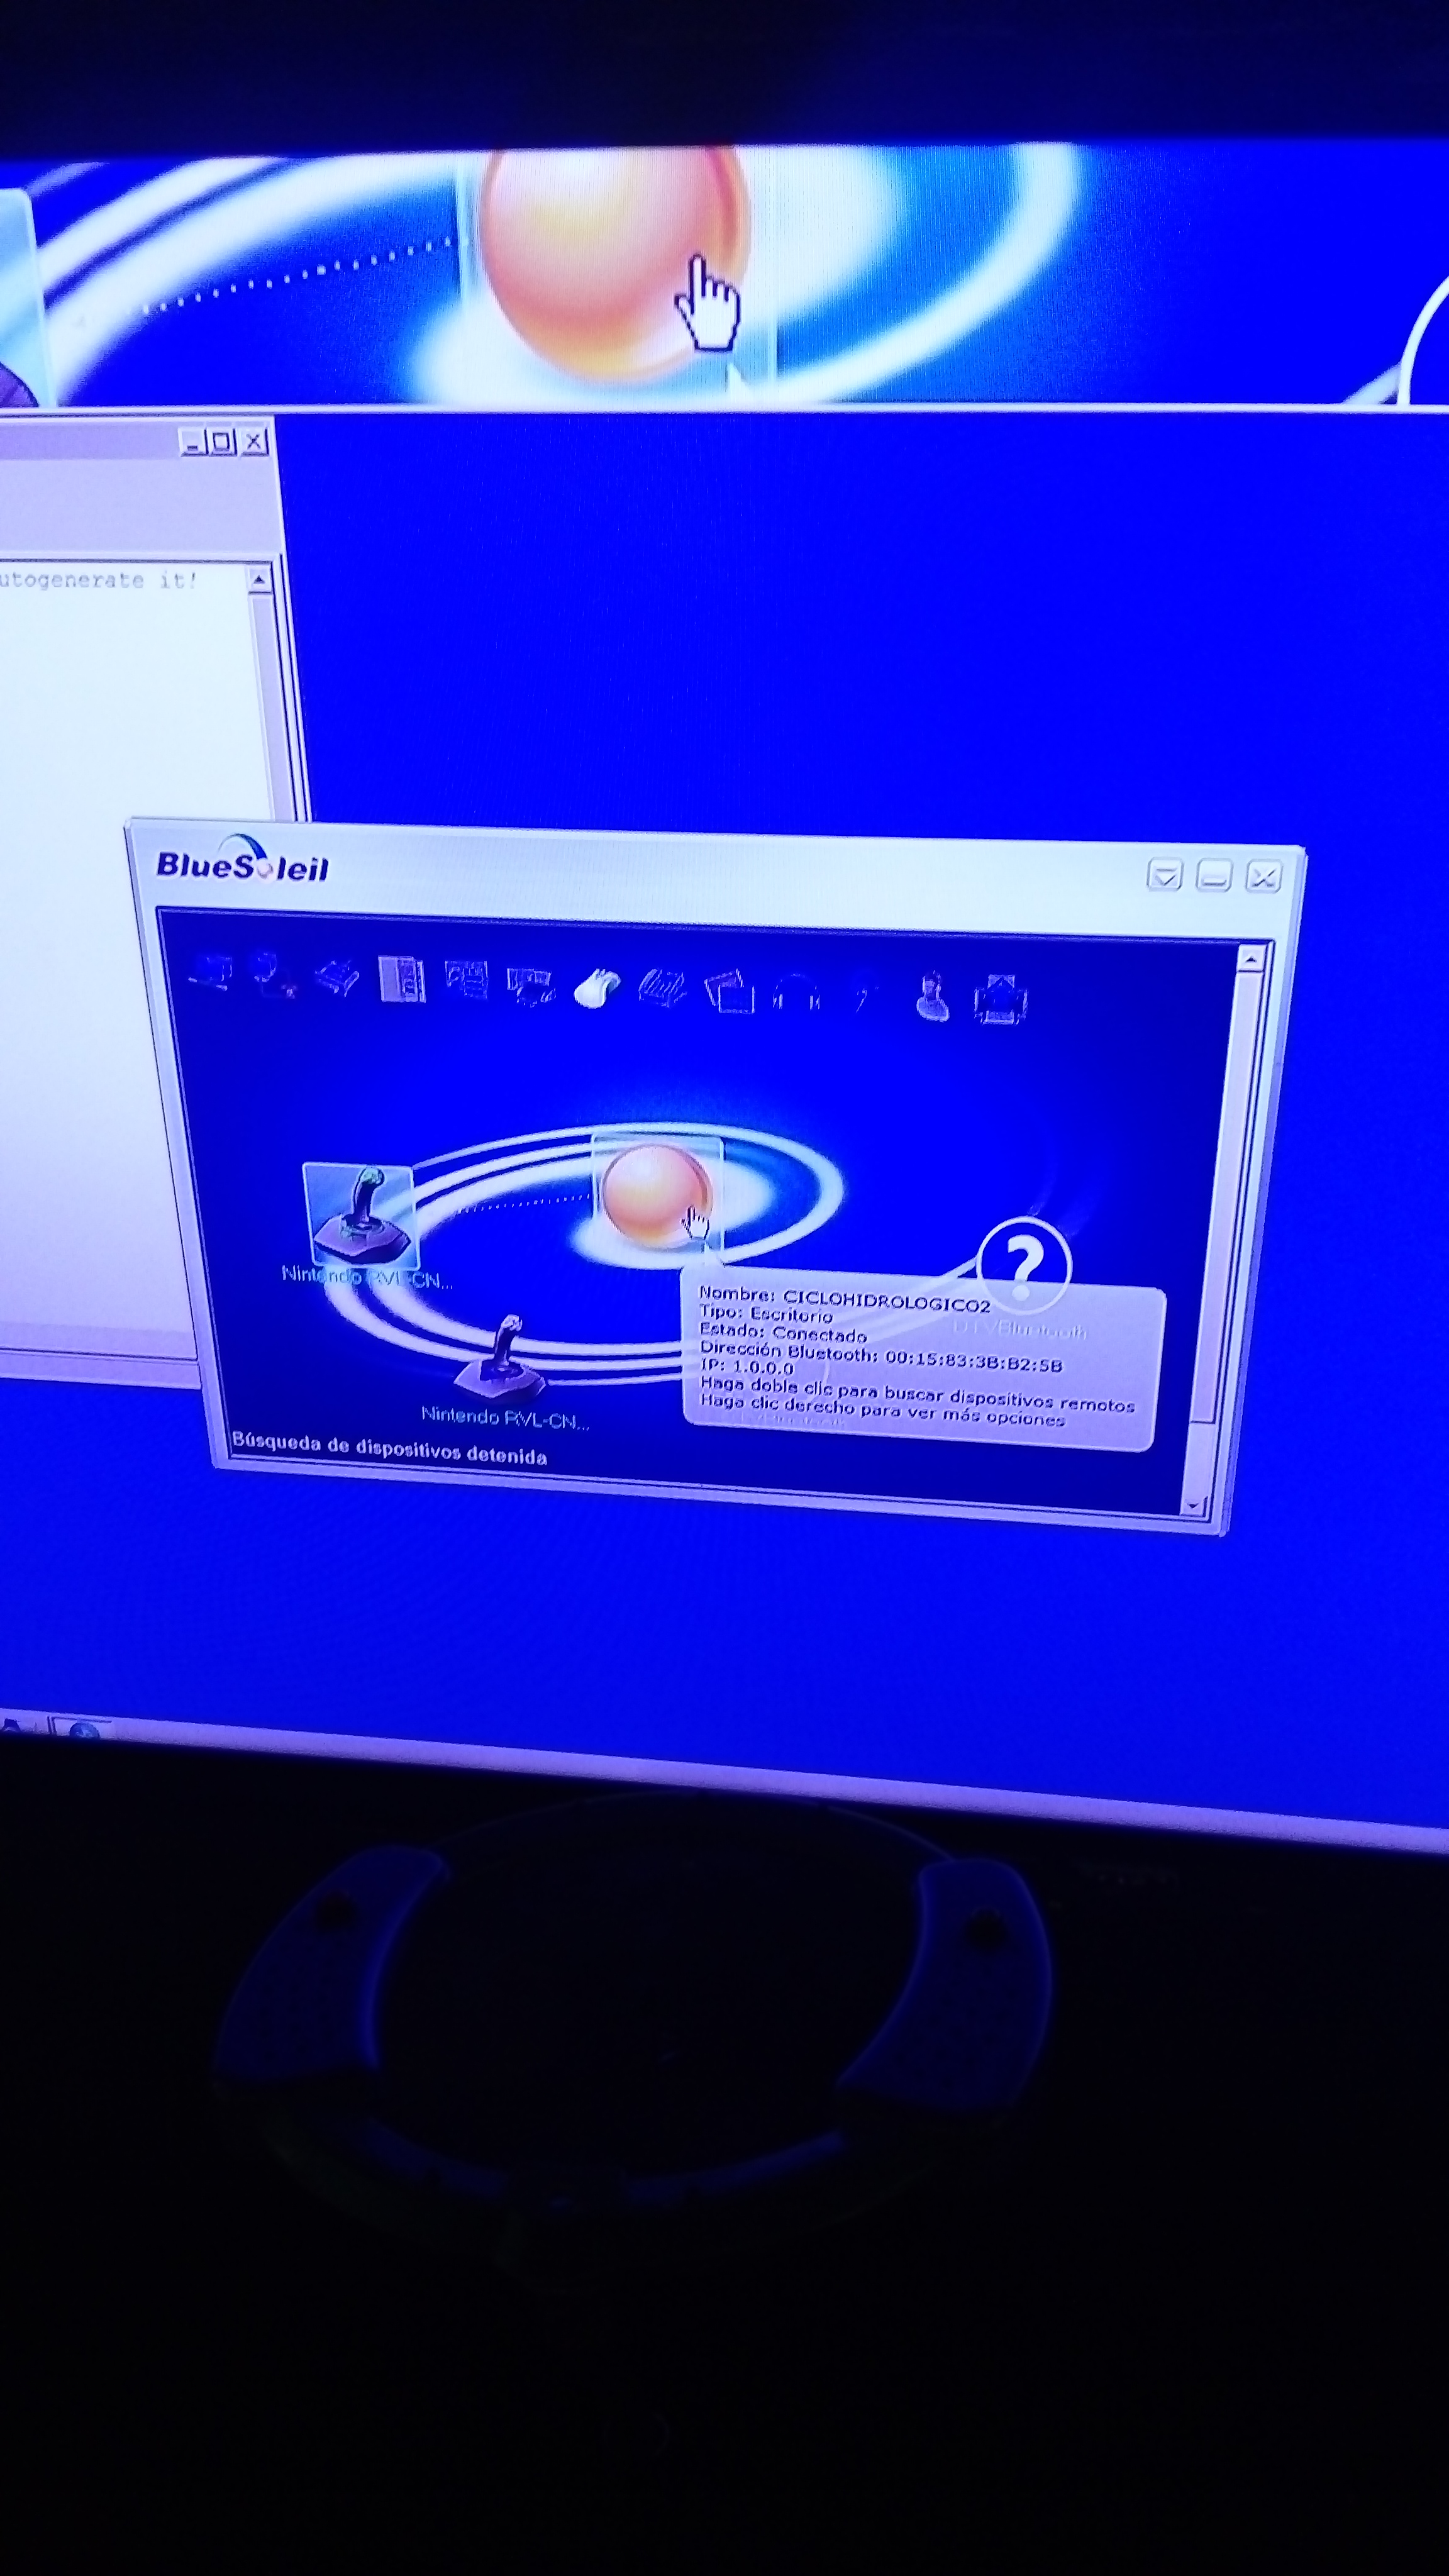 utogenerate it!
BlueSoleil
Nintendo RVL-CN...
Nombre: CICLOHIDROLOGICO2
Tipo: Escritorio
Estado: Conectado
Dirección Bluetooth: 00:15:83:3B:B2:5B
IP: 1.0.0.0
Haga doble clic para buscar dispositivos remotos
Haga clic derecho para ver más opciones
DTVBluetooth
Nintendo RVL-CN...
Búsqueda de dispositivos detenida